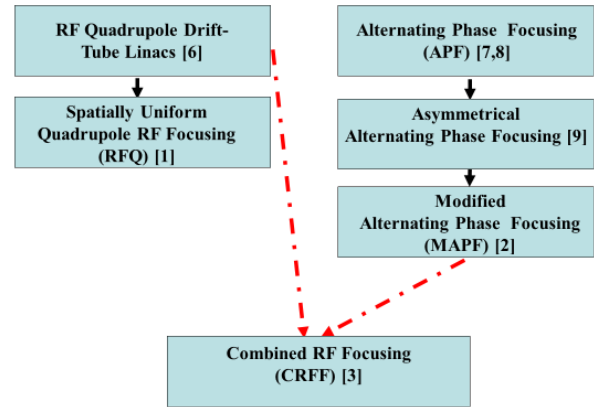 RF Quadrupole Drift-
Tube Linacs [6]
Spatially Uniform
Quadrupole RF Focusing
(RFQ) [1]
Alternating Phase Focusing
(APF) [7,8]
Asymmetrical
Alternating Phase Focusing [9]
Modified
Alternating Phase Focusing
(MAPF) [2]
Combined RF Focusing
(CRFF) [3]